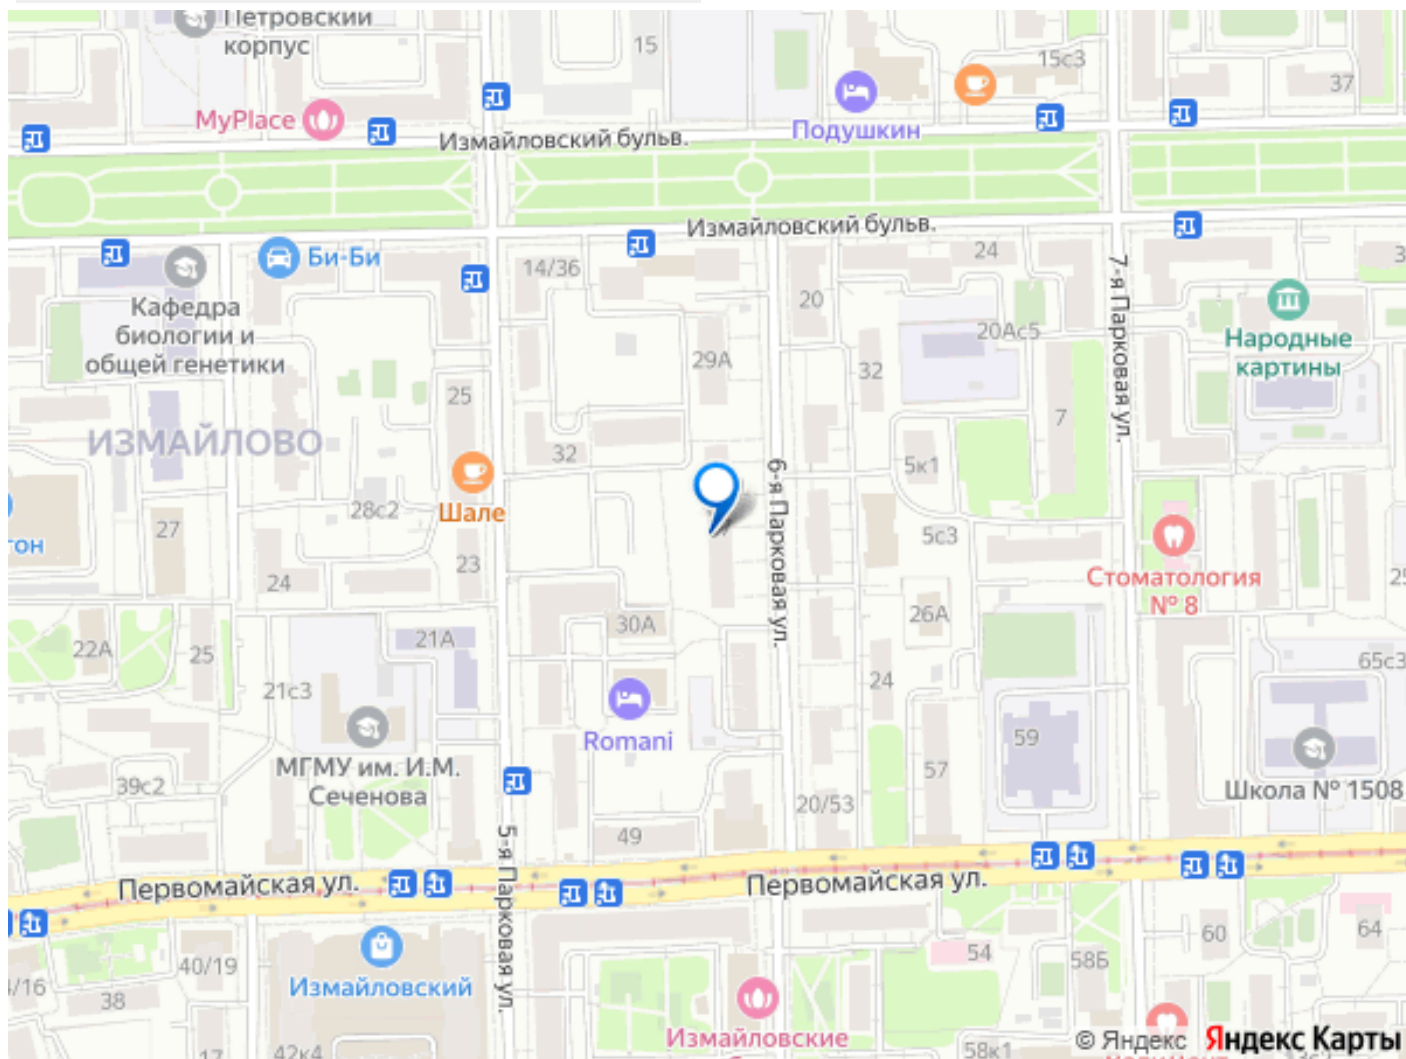 Петровский
корпус
15
15с3
37
MyPlace
Подушкин
Измайловский бульв.
Измайловский бульв.
Би-Би
14/36
24
20
Кафедра
биологии и
общей генетики
7-я Парковая ул.
Народные
картины
20Ас5
29А
32
25
7
ИЗМАЙЛОВО
32
5к1
6-я Парковая ул.
28с2
Шале
27
5с3
23
24
Стоматология
№ 8
26А
30А
21А
22А
25
65с3
24
21с3
Romani
59
57
МГМУ им. И.М.
Сеченова
39с2
Школа № 1508
20/53
49
5-я Парковая ул.
Первомайская ул.
Первомайская ул.
60
64
54
58Б
40/19
Измайловский
38
Измайловские
42к4
17
58к1
© Яндекс Яндекс Карты